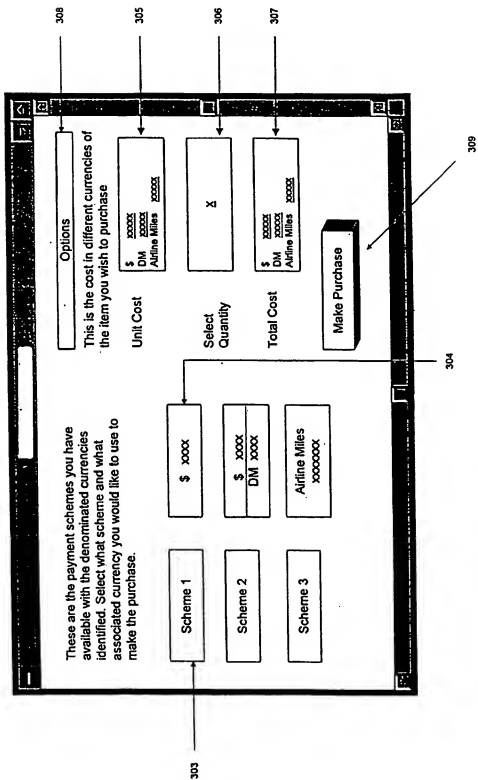 308
305
306
307
Options
This is the cost in different currencies of
the item you wish to purchase
Unit Cost
$ xxxxx
DM xxxxx
Airline Miles xxxxx
Select
Quantity
x
Total Cost
$ xxxxx
DM xxxxx
Airline Miles xxxxx
Make Purchase
309
These are the payment schemes you have
available with the denominated currencies
identified. Select what scheme and what
associated currency you would like to use to
make the purchase.
Scheme 1
$ xxxx
Scheme 2
$ xxxx
DM xxxx
Scheme 3
Airline Miles
xxxxxxx
304
303